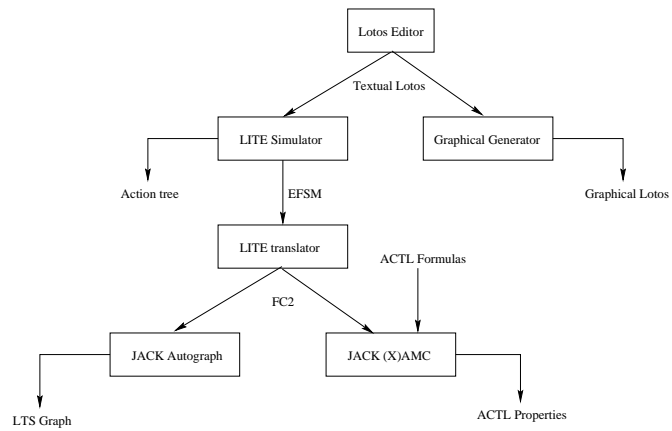 Lotos Editor
Textual Lotos
LITE Simulator
Graphical Generator
Action tree
EFSM
Graphical Lotos
LITE translator
ACTL Formulas
FC2
JACK Autograph
JACK (X)AMC
LTS Graph
ACTL Properties